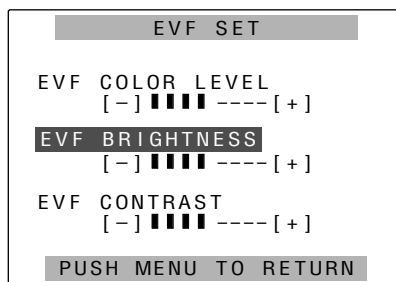 EVF SET
EVF COLOR LEVEL
[–]▮▮▮▮----[+]
EVF BRIGHTNESS
[–]▮▮▮▮----[+]
EVF CONTRAST
[–]▮▮▮▮----[+]
PUSH MENU TO RETURN